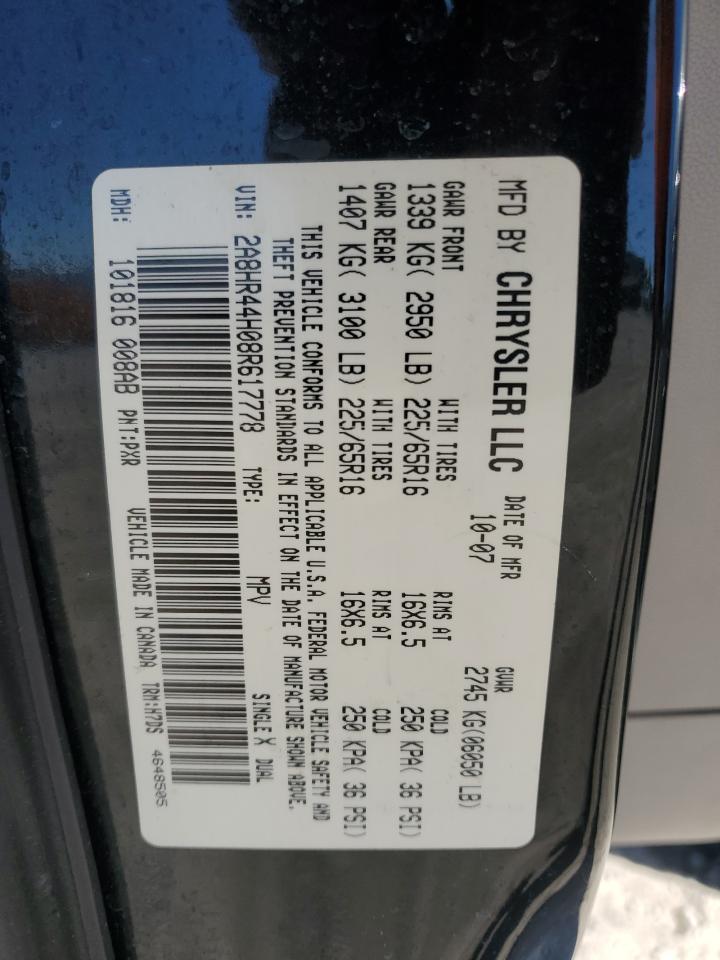 MFD BY CHRYSLER LLC DATE OF MFR 10-07 GVWR 2745 KG(06050 LB)
GAWR FRONT WITH TIRES RIMS AT COLD
1339 KG( 2950 LB) 225/65R16 16X6.5 250 KPA( 36 PSI)
GAWR REAR WITH TIRES RIMS AT COLD
1407 KG( 3100 LB) 225/65R16 16X6.5 250 KPA( 36 PSI)
THIS VEHICLE CONFORMS TO ALL APPLICABLE U.S.A. FEDERAL MOTOR VEHICLE SAFETY AND
THEFT PREVENTION STANDARDS IN EFFECT ON THE DATE OF MANUFACTURE SHOWN ABOVE.
VIN: 2A8HR44H08R617778 TYPE: MPV SINGLE X DUAL
MDH: 101816 008AB PNT:PXR VEHICLE MADE IN CANADA TRM:H7DS 4648505